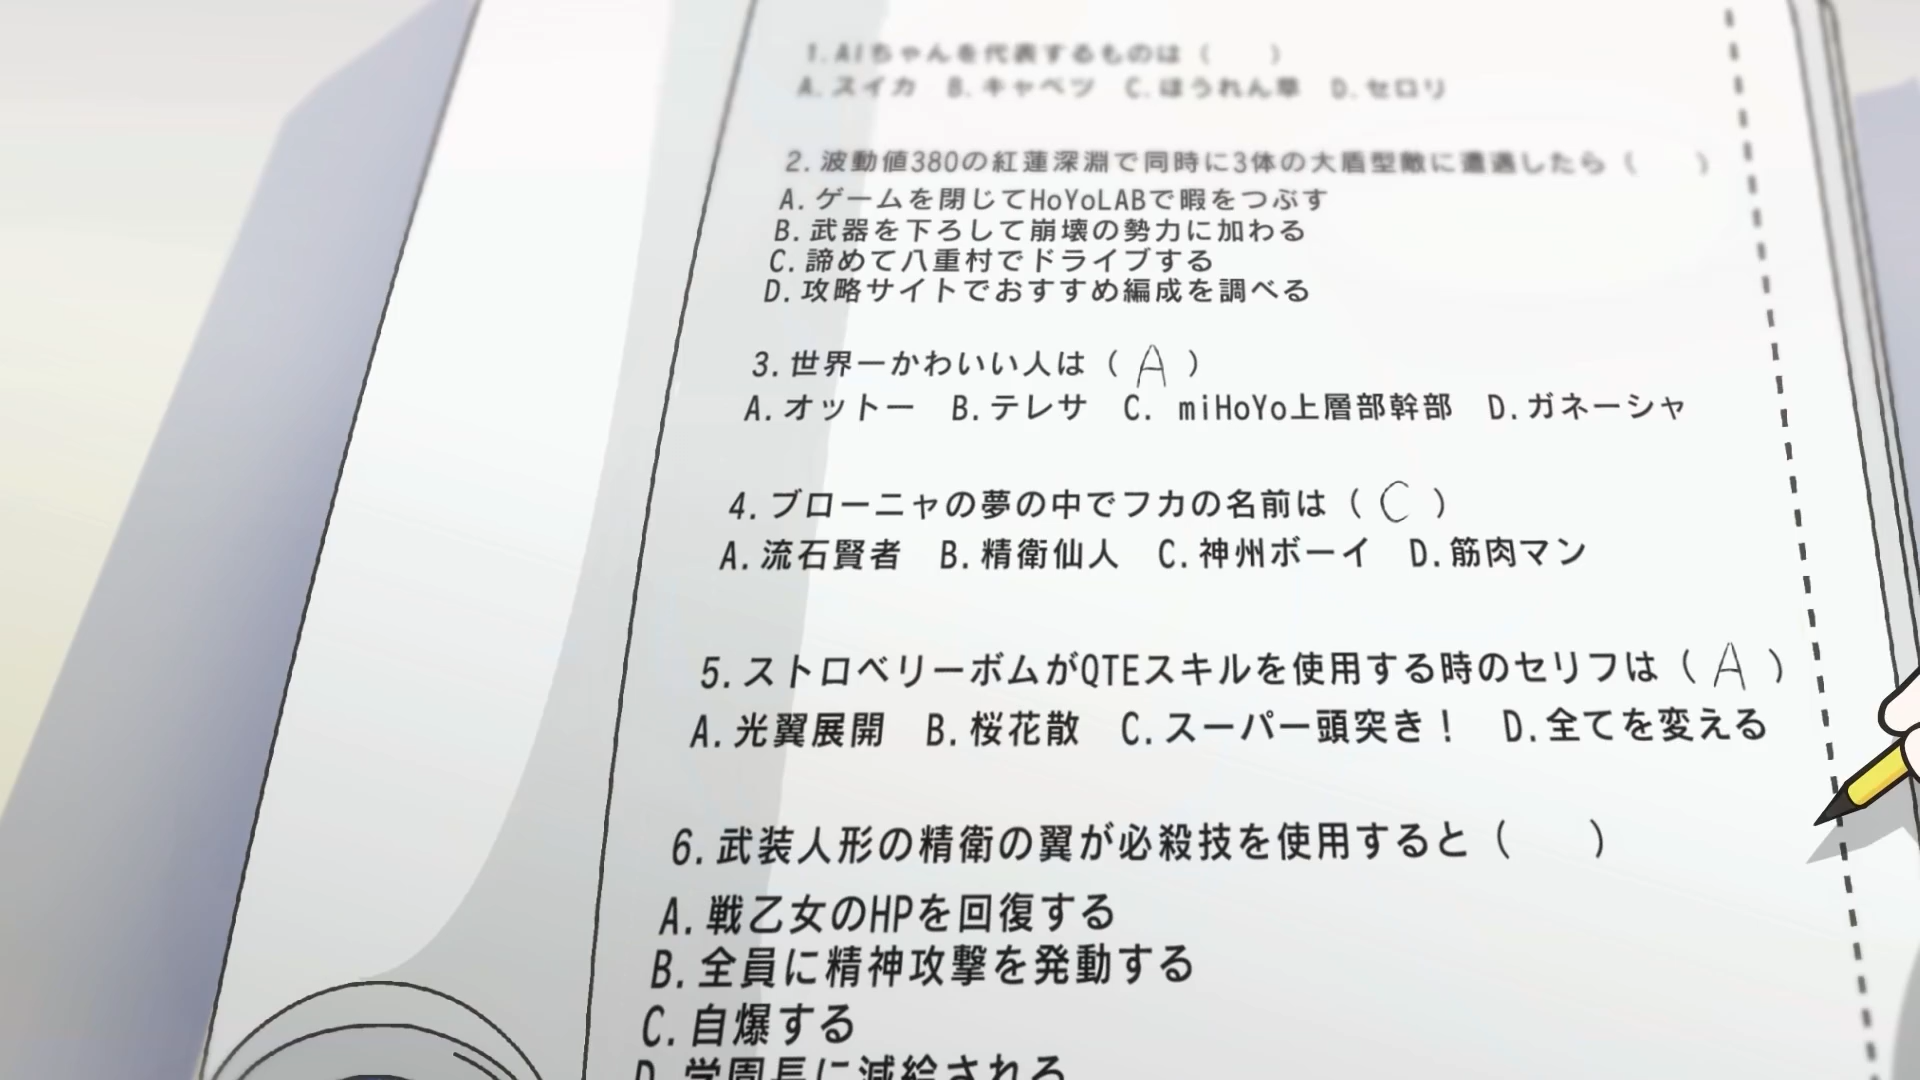 1.AIちゃんを代表するものは（　　）
A.スイカ　B.キャベツ　C.ほうれん草　D.セロリ
2.波動値380の紅蓮深淵で同時に3体の大盾型敵に遭遇したら（　　）
A.ゲームを閉じてHoYoLABで暇をつぶす
B.武器を下ろして崩壊の勢力に加わる
C.諦めて八重村でドライブする
D.攻略サイトでおすすめ編成を調べる
3.世界一かわいい人は（ A ）
A.オットー　B.テレサ　C. miHoYo上層部幹部　D.ガネーシャ
4.ブローニャの夢の中でフカの名前は（ C ）
A.流石賢者　B.精衛仙人　C.神州ボーイ　D.筋肉マン
5.ストロベリーボムがQTEスキルを使用する時のセリフは（ A ）
A.光翼展開　B.桜花散　C.スーパー頭突き！　D.全てを変える
6.武装人形の精衛の翼が必殺技を使用すると（　　）
A.戦乙女のHPを回復する
B.全員に精神攻撃を発動する
C.自爆する
D.学園長に減給される